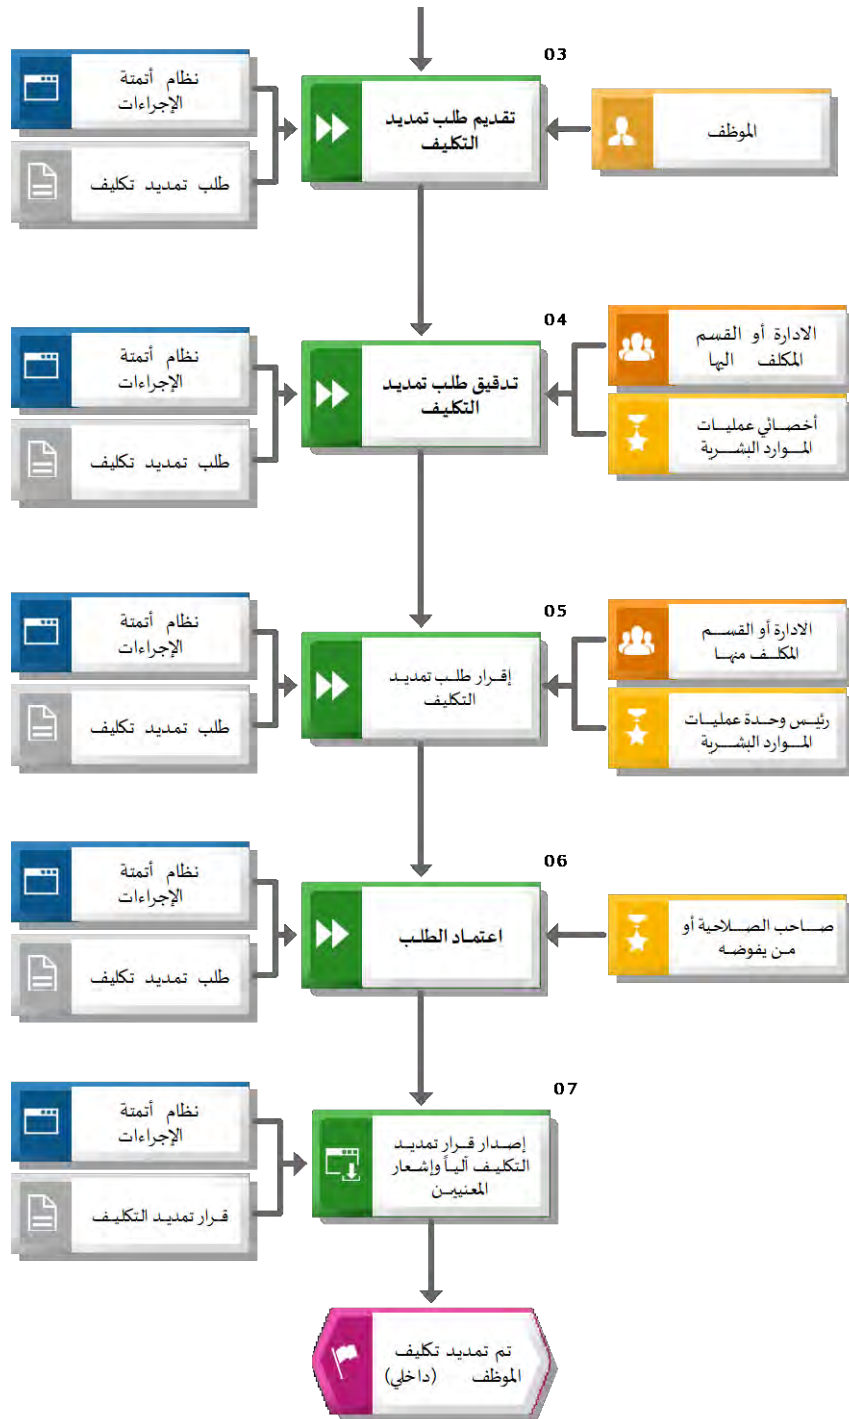 03
الموظف
تقديم طلب تمديد
التكليف
نظام أتمتة
الإجراءات
طلب تمديد تكليف
04
الادارة أو القسم
المكلف اليها
أخصائي عمليات
الموارد البشرية
تدقيق طلب تمديد
التكليف
نظام أتمتة
الإجراءات
طلب تمديد تكليف
05
الادارة أو القسم
المكلف منها
رئيس وحدة عمليات
الموارد البشرية
إقرار طلب تمديد
التكليف
نظام أتمتة
الإجراءات
طلب تمديد تكليف
06
صاحب الصلاحية أو
من يفوضه
اعتماد الطلب
نظام أتمتة
الإجراءات
طلب تمديد تكليف
07
إصدار قرار تمديد
التكليف آلياً وإشعار
المعنيين
نظام أتمتة
الإجراءات
قرار تمديد التكليف
تم تمديد تكليف
الموظف (داخلي)